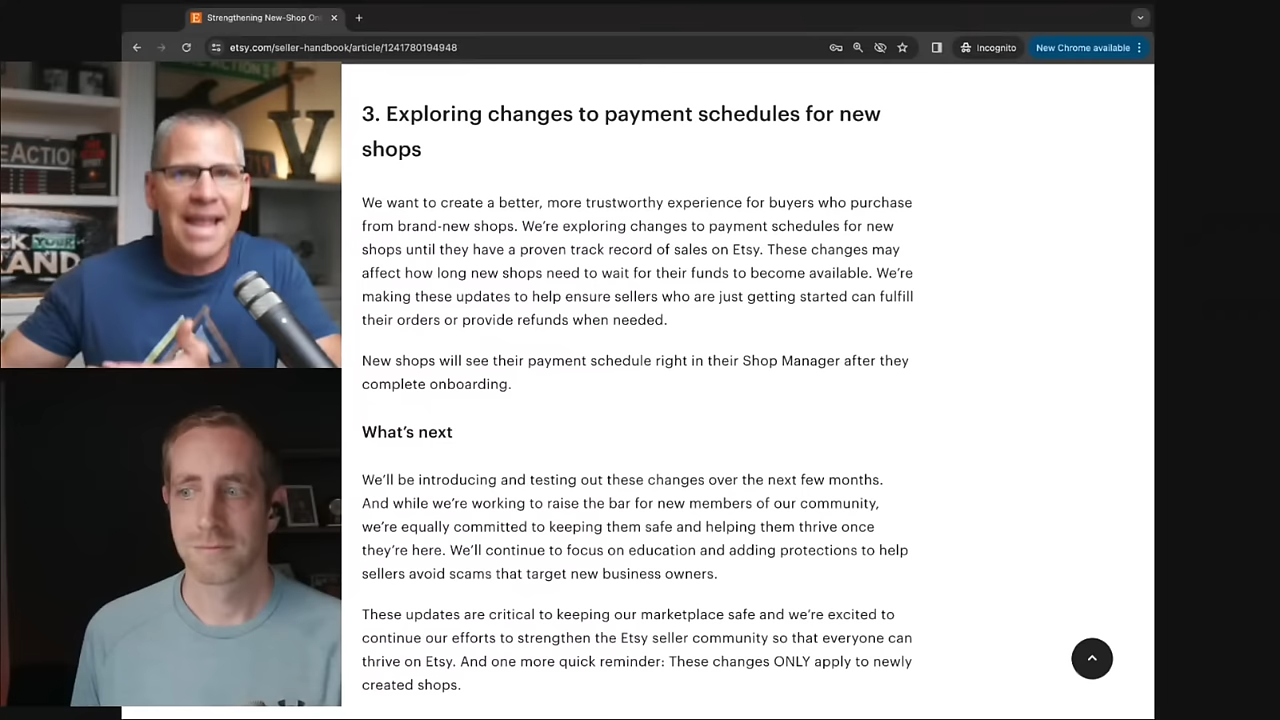 Strengthening New-Shop On
etsy.com/seller-handbook/article/1241780194948
Incognito
New Chrome available
EACTIO
V
CK YOUR
LAND
3. Exploring changes to payment schedules for new
shops
We want to create a better, more trustworthy experience for buyers who purchase
from brand-new shops. We're exploring changes to payment schedules for new
shops until they have a proven track record of sales on Etsy. These changes may
affect how long new shops need to wait for their funds to become available. We're
making these updates to help ensure sellers who are just getting started can fulfill
their orders or provide refunds when needed.
New shops will see their payment schedule right in their Shop Manager after they
complete onboarding.
What's next
We'll be introducing and testing out these changes over the next few months.
And while we're working to raise the bar for new members of our community,
we're equally committed to keeping them safe and helping them thrive once
they're here. We'll continue to focus on education and adding protections to help
sellers avoid scams that target new business owners.
These updates are critical to keeping our marketplace safe and we're excited to
continue our efforts to strengthen the Etsy seller community so that everyone can
thrive on Etsy. And one more quick reminder: These changes ONLY apply to newly
created shops.